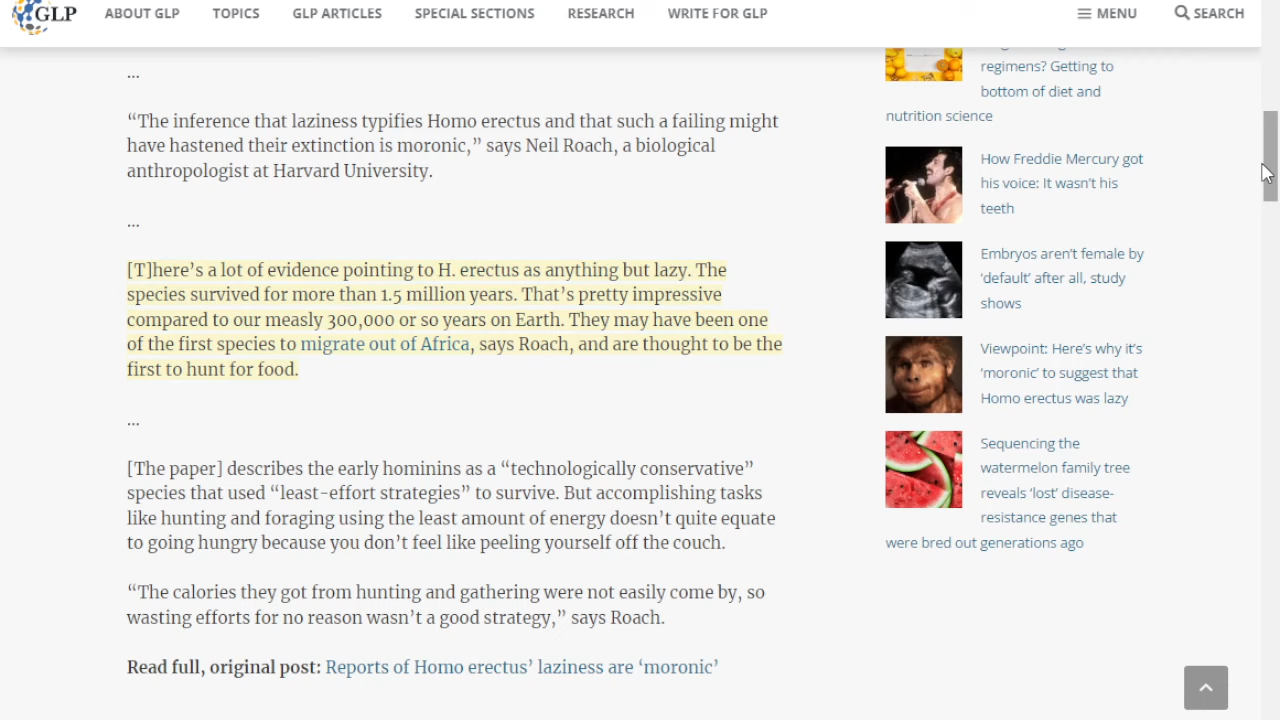 GLP
ABOUT GLP
TOPICS
GLP ARTICLES
SPECIAL SECTIONS
RESEARCH
WRITE FOR GLP
MENU
SEARCH
...
“The inference that laziness typifies Homo erectus and that such a failing might
have hastened their extinction is moronic,” says Neil Roach, a biological
anthropologist at Harvard University.
...
[T]here’s a lot of evidence pointing to H. erectus as anything but lazy. The
species survived for more than 1.5 million years. That’s pretty impressive
compared to our measly 300,000 or so years on Earth. They may have been one
of the first species to migrate out of Africa, says Roach, and are thought to be the
first to hunt for food.
...
[The paper] describes the early hominins as a “technologically conservative”
species that used “least-effort strategies” to survive. But accomplishing tasks
like hunting and foraging using the least amount of energy doesn’t quite equate
to going hungry because you don’t feel like peeling yourself off the couch.
“The calories they got from hunting and gathering were not easily come by, so
wasting efforts for no reason wasn’t a good strategy,” says Roach.
Read full, original post: Reports of Homo erectus’ laziness are ‘moronic’
regimens? Getting to
bottom of diet and
nutrition science
How Freddie Mercury got
his voice: It wasn’t his
teeth
Embryos aren’t female by
‘default’ after all, study
shows
Viewpoint: Here’s why it’s
‘moronic’ to suggest that
Homo erectus was lazy
Sequencing the
watermelon family tree
reveals ‘lost’ disease-
resistance genes that
were bred out generations ago